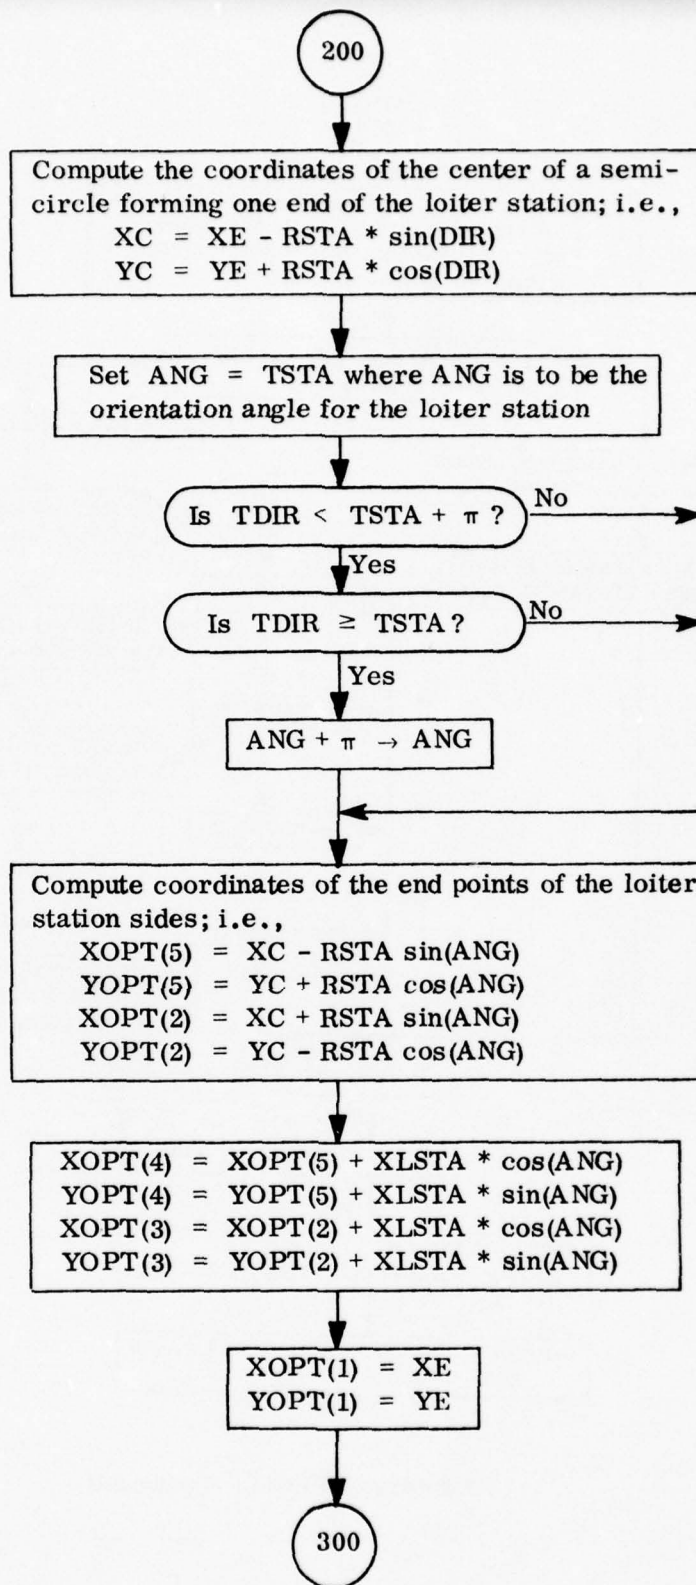 200
Compute the coordinates of the center of a semi-
circle forming one end of the loiter station; i.e.,
XC = XE - RSTA * sin(DIR)
YC = YE + RSTA * cos(DIR)
Set ANG = TSTA where ANG is to be the
orientation angle for the loiter station
Is TDIR < TSTA + π ?
No
Yes
Is TDIR ≥ TSTA?
No
Yes
ANG + π → ANG
Compute coordinates of the end points of the loiter
station sides; i.e.,
XOPT(5) = XC - RSTA sin(ANG)
YOPT(5) = YC + RSTA cos(ANG)
XOPT(2) = XC + RSTA sin(ANG)
YOPT(2) = YC - RSTA cos(ANG)
XOPT(4) = XOPT(5) + XLSTA * cos(ANG)
YOPT(4) = YOPT(5) + XLSTA * sin(ANG)
XOPT(3) = XOPT(2) + XLSTA * cos(ANG)
YOPT(3) = YOPT(2) + XLSTA * sin(ANG)
XOPT(1) = XE
YOPT(1) = YE
300